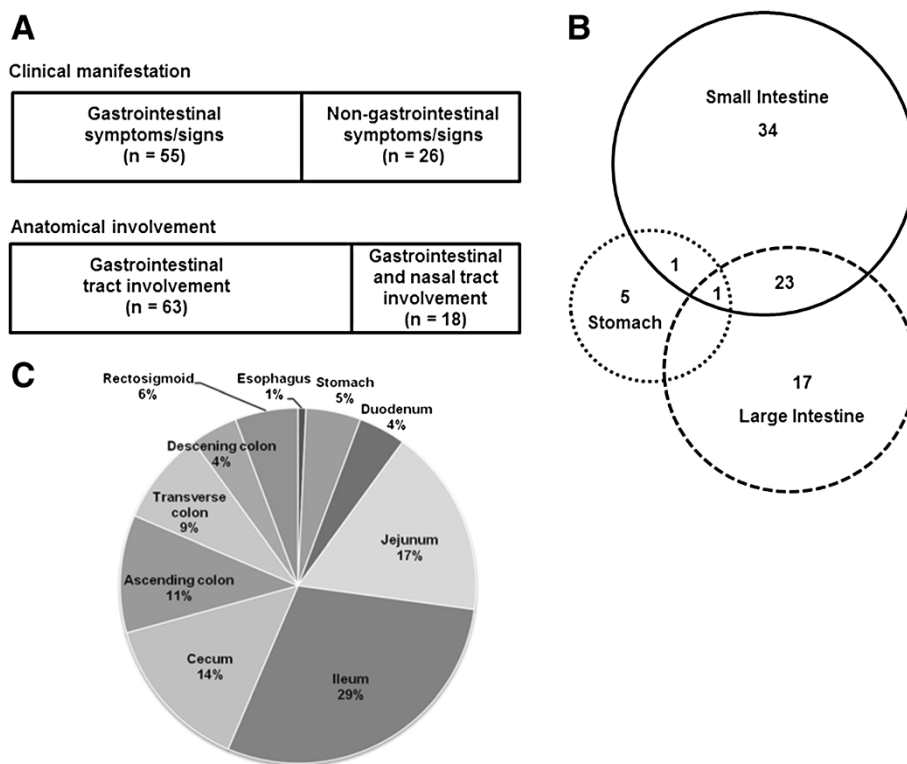 A
Clinical manifestation
Gastrointestinal
symptoms/signs
(n = 55)
Non-gastrointestinal
symptoms/signs
(n = 26)
Anatomical involvement
Gastrointestinal
tract involvement
(n = 63)
Gastrointestinal
and nasal tract
involvement
(n = 18)
B
Small Intestine
34
1
1
23
5
Stomach
17
Large Intestine
C
Rectosigmoid
6%
Esophagus
1%
Stomach
5%
Duodenum
4%
Descening colon
4%
Transverse
colon
9%
Jejunum
17%
Ascending colon
11%
Cecum
14%
Ileum
29%